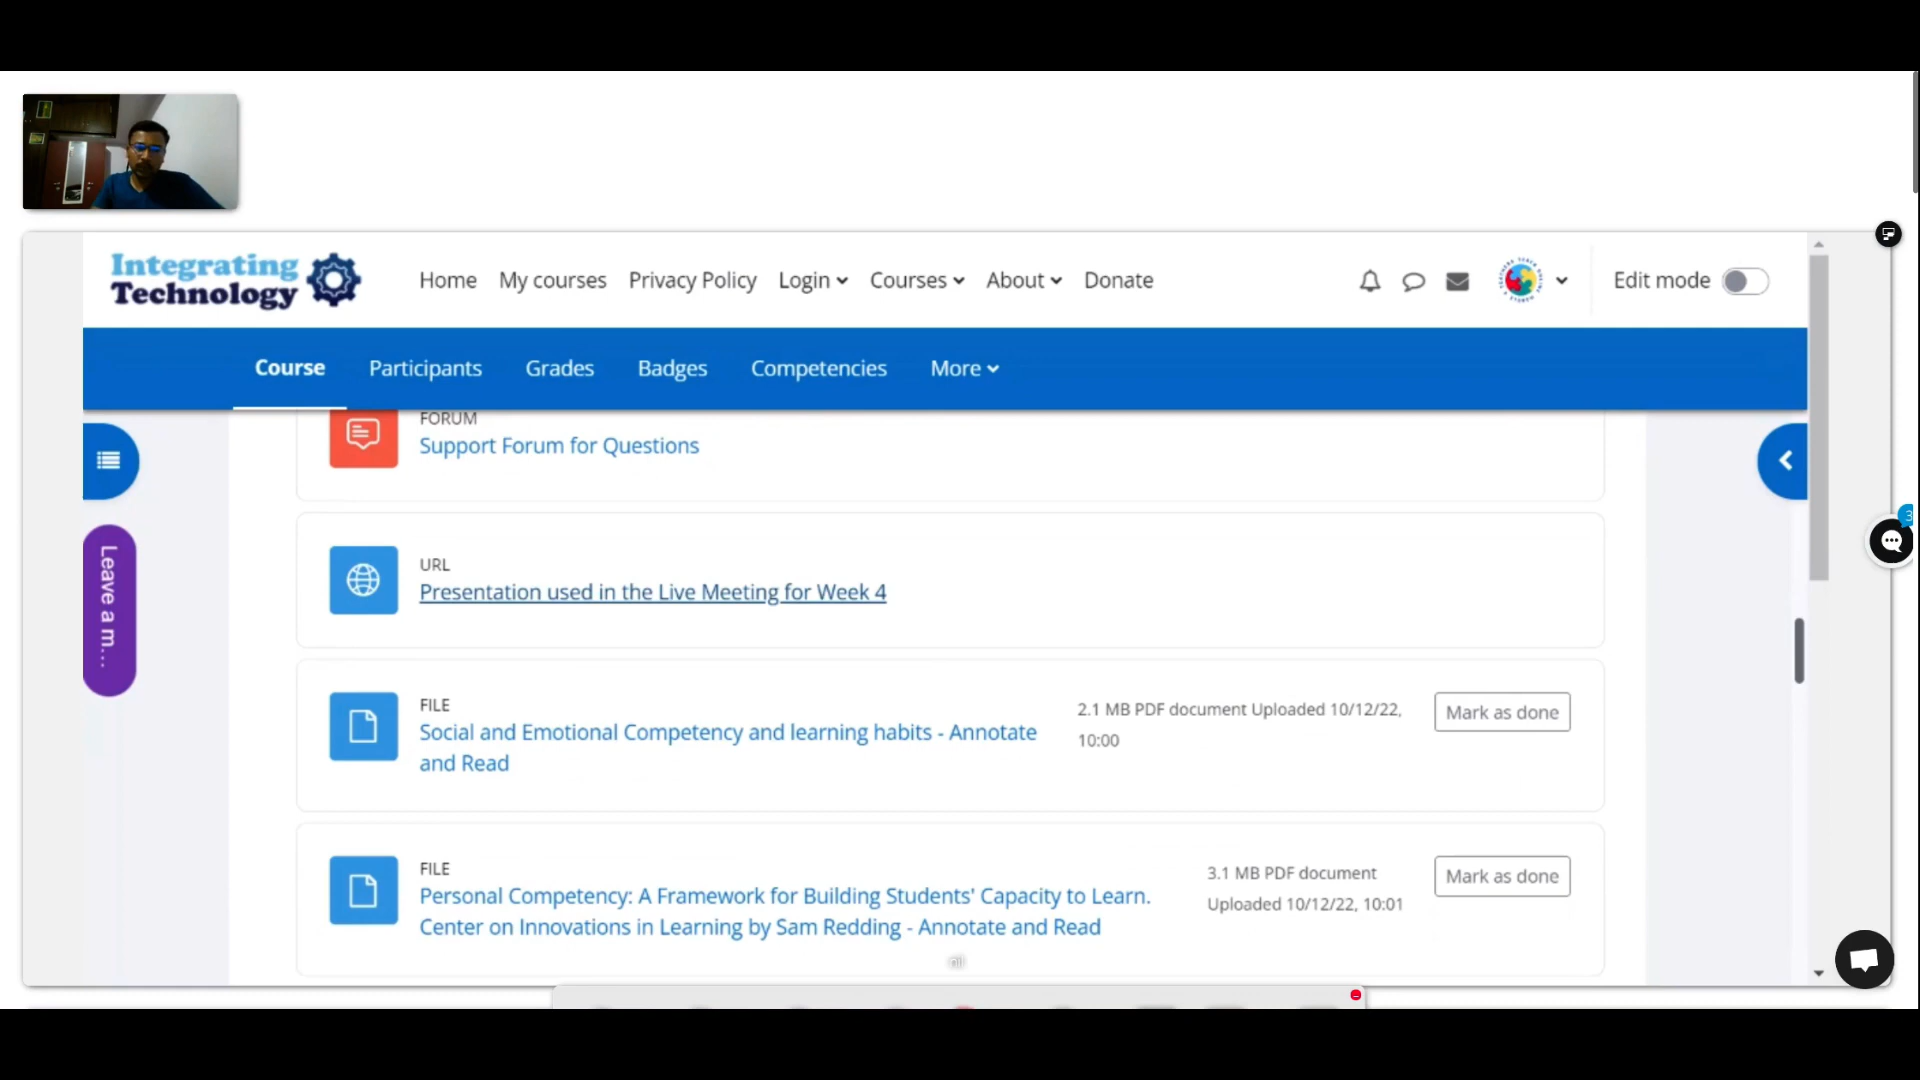 Integrating
Technology
Home My courses Privacy Policy Login Courses About Donate
Edit mode
Course Participants Grades Badges Competencies More
FORUM
Support Forum for Questions
3
URL
Presentation used in the Live Meeting for Week 4
Leave a m...
FILE
Social and Emotional Competency and learning habits - Annotate
and Read
2.1 MB PDF document Uploaded 10/12/22,
10:00
Mark as done
FILE
Personal Competency: A Framework for Building Students' Capacity to Learn.
Center on Innovations in Learning by Sam Redding - Annotate and Read
3.1 MB PDF document
Uploaded 10/12/22, 10:01
Mark as done
nil